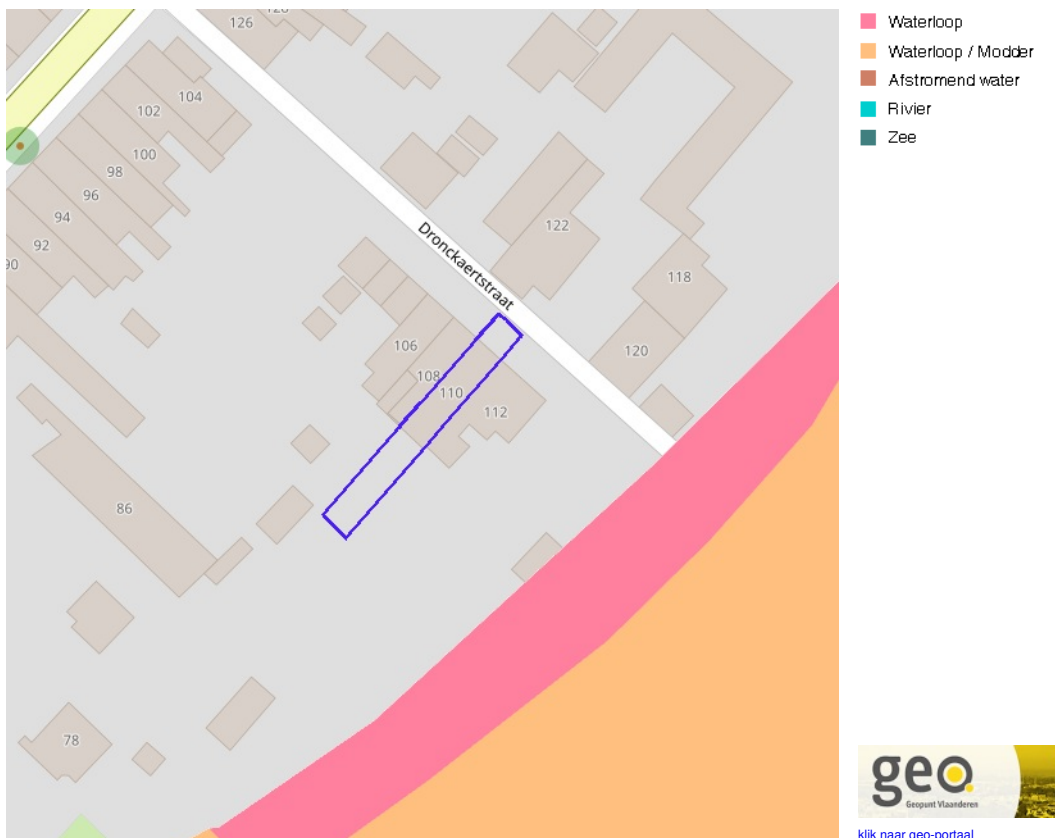 126
104
102
100
98
96
94
92
90
Dronckaertstraat
122
118
120
106
108
110
112
86
78
Waterloop
Waterloop / Modder
Afstromend water
Rivier
Zee
geo.
Geopunt Vlaanderen
klik naar geo-portaal